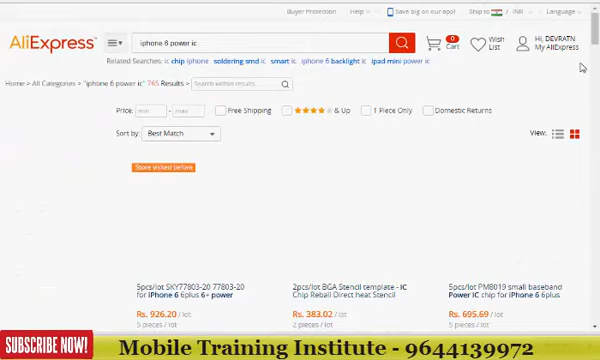 Buyer Protection Help Save big on our app! Ship to / INR Language
AliExpress iphone 6 power ic 0 Cart Wish List Hi, DEVRATN My AliExpress
Related Searches: ic chip iphone soldering smd ic smart ic iphone 6 backlight ic ipad mini power ic
Home > All Categories > "iphone 6 power ic" 765 Results > Search within results...
Price: min - max Free Shipping & Up 1 Piece Only Domestic Returns
Sort by: Best Match View:
Store visited before
5pcs/lot SKY77803-20 77803-20
for iPhone 6 6plus 6+ power
Rs. 926.20 / lot
5 pieces / lot
2pcs/lot BGA Stencil template - IC
Chip Rebail Direct heat Stencil
Rs. 383.02 / lot
2 pieces / lot
5pcs/lot PM8019 small baseband
Power IC chip for iPhone 6 6plus
Rs. 695.69 / lot
5 pieces / lot
SUBSCRIBE NOW! Mobile Training Institute - 9644139972